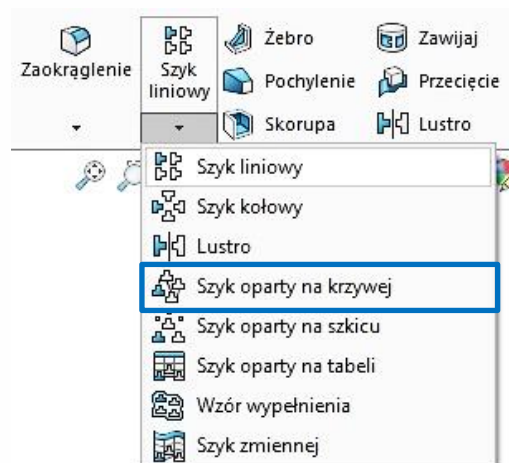 Zaokrąglenie
Szyk
liniowy
Żebro
Pochylenie
Skorupa
Zawijaj
Przecięcie
Lustro
Szyk liniowy
Szyk kołowy
Lustro
Szyk oparty na krzywej
Szyk oparty na szkicu
Szyk oparty na tabeli
Wzór wypełnienia
Szyk zmiennej